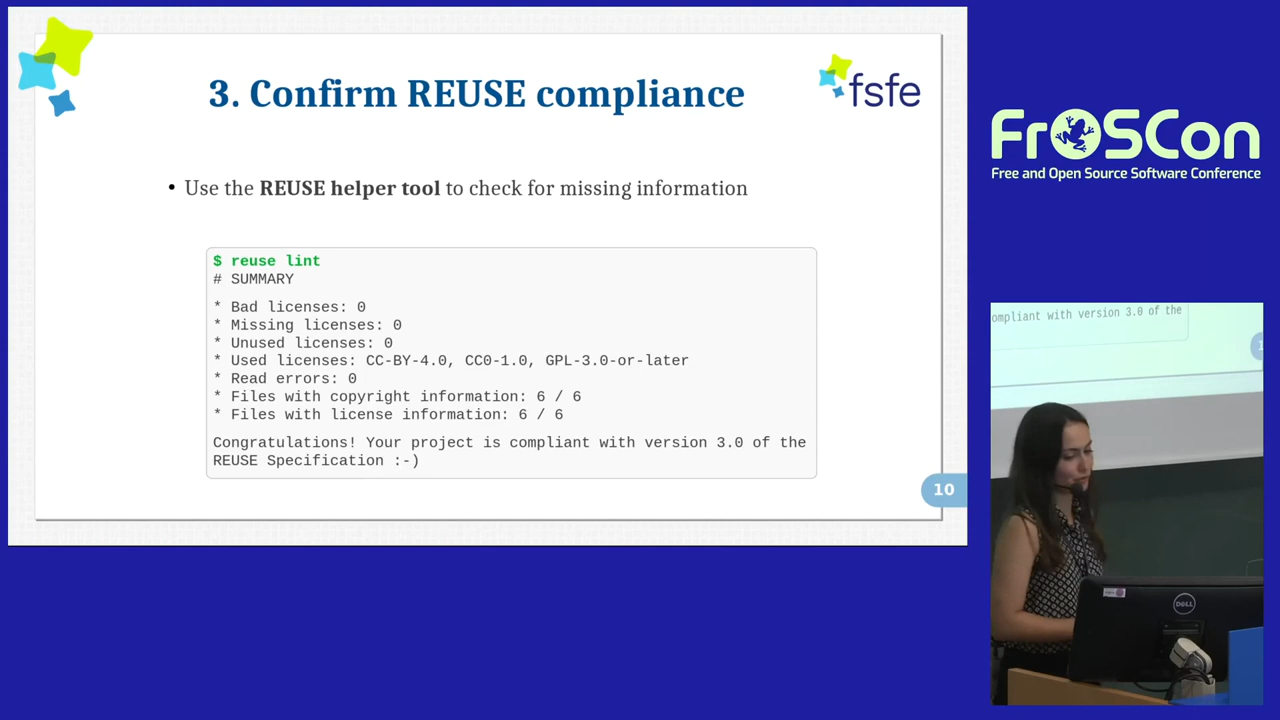 3. Confirm REUSE compliance
fsfe
• Use the REUSE helper tool to check for missing information
$ reuse lint
# SUMMARY
* Bad licenses: 0
* Missing licenses: 0
* Unused licenses: 0
* Used licenses: CC-BY-4.0, CC0-1.0, GPL-3.0-or-later
* Read errors: 0
* Files with copyright information: 6 / 6
* Files with license information: 6 / 6
Congratulations! Your project is compliant with version 3.0 of the
REUSE Specification :-)
10
FrOSCon
Free and Open Source Software Conference
ompliant with version 3.0 of the
DELL